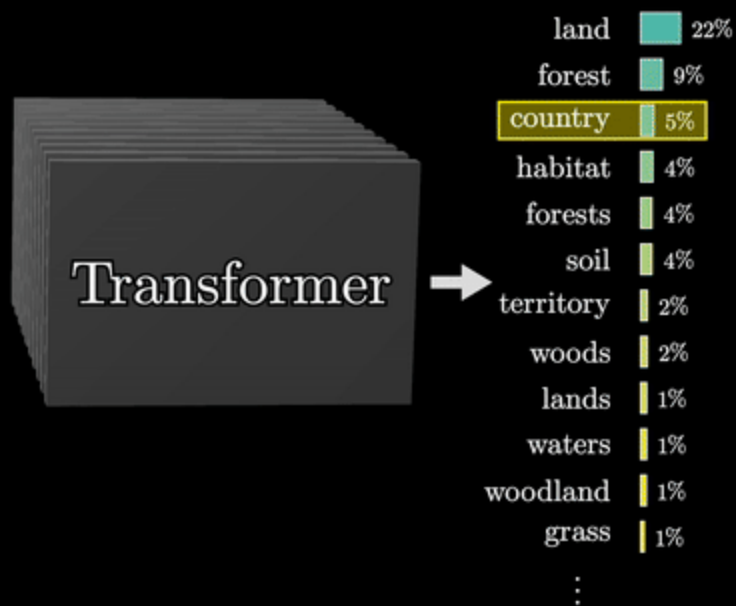 Transformer
land 22%
forest 9%
country 5%
habitat 4%
forests 4%
soil 4%
territory 2%
woods 2%
lands 1%
waters 1%
woodland 1%
grass 1%
⋮